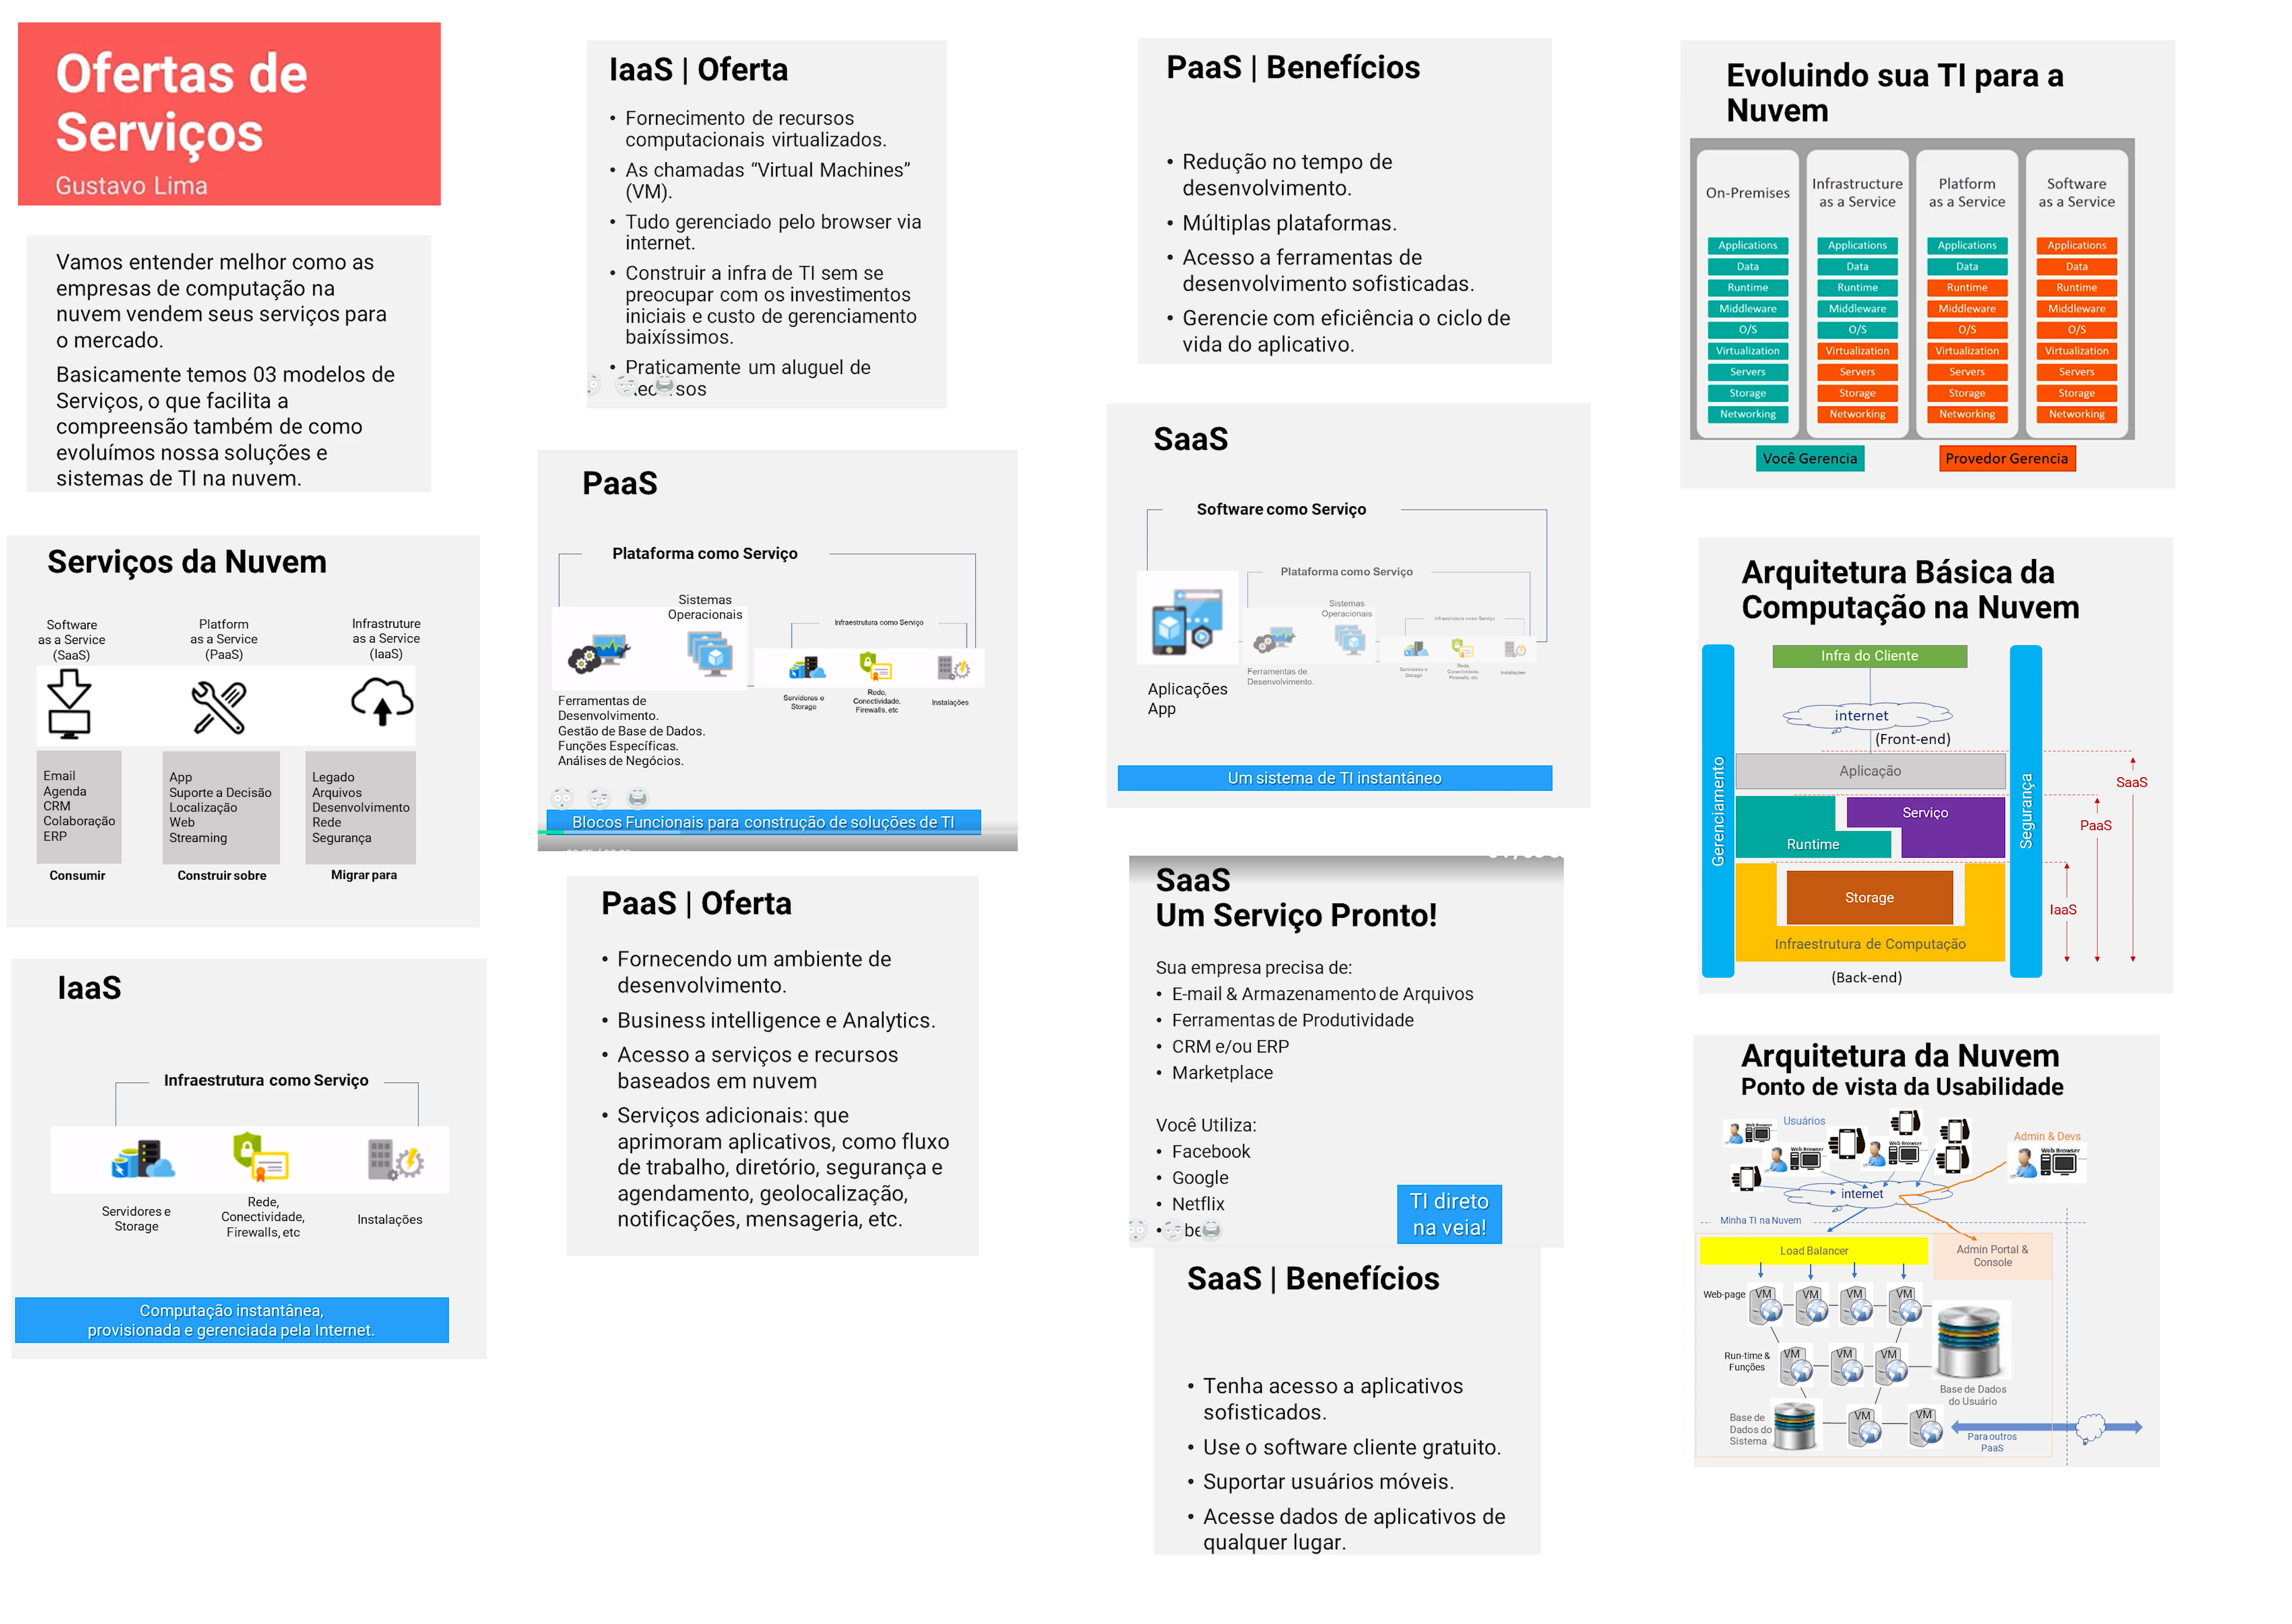 Ofertas de
Serviços
Gustavo Lima
Vamos entender melhor como as
empresas de computação na
nuvem vendem seus serviços para
o mercado.
Basicamente temos 03 modelos de
Serviços, o que facilita a
compreensão também de como
evoluímos nossa soluções e
sistemas de TI na nuvem.
Serviços da Nuvem
Software
as a Service
(SaaS)
Platform
as a Service
(PaaS)
Infrastruture
as a Service
(IaaS)
Email
Agenda
CRM
Colaboração
ERP
App
Suporte a Decisão
Localização
Web
Streaming
Legado
Arquivos
Desenvolvimento
Rede
Segurança
Consumir
Construir sobre
Migrar para
IaaS
Infraestrutura como Serviço
Servidores e
Storage
Rede,
Conectividade,
Firewalls, etc
Instalações
Computação instantânea,
provisionada e gerenciada pela Internet.
IaaS | Oferta
• Fornecimento de recursos
computacionais virtualizados.
• As chamadas “Virtual Machines”
(VM).
• Tudo gerenciado pelo browser via
internet.
• Construir a infra de TI sem se
preocupar com os investimentos
iniciais e custo de gerenciamento
baixíssimos.
• Praticamente um aluguel de
PaaS
Plataforma como Serviço
Sistemas
Operacionais
Infraestrutura como Serviço
Ferramentas de
Desenvolvimento.
Gestão de Base de Dados.
Funções Específicas.
Análises de Negócios.
Servidores e
Storage
Rede,
Conectividade,
Firewalls, etc
Instalações
Blocos Funcionais para construção de soluções de TI
PaaS | Oferta
• Fornecendo um ambiente de
desenvolvimento.
• Business intelligence e Analytics.
• Acesso a serviços e recursos
baseados em nuvem
• Serviços adicionais: que
aprimoram aplicativos, como fluxo
de trabalho, diretório, segurança e
agendamento, geolocalização,
notificações, mensageria, etc.
PaaS | Benefícios
• Redução no tempo de
desenvolvimento.
• Múltiplas plataformas.
• Acesso a ferramentas de
desenvolvimento sofisticadas.
• Gerencie com eficiência o ciclo de
vida do aplicativo.
SaaS
Software como Serviço
Plataforma como Serviço
Sistemas
Operacionais
Infraestrutura como Serviço
Ferramentas de
Desenvolvimento.
Servidores e
Storage
Rede,
Conectividade,
Firewalls, etc
Instalações
Aplicações
App
Um sistema de TI instantâneo
SaaS
Um Serviço Pronto!
Sua empresa precisa de:
• E-mail & Armazenamento de Arquivos
• Ferramentas de Produtividade
• CRM e/ou ERP
• Marketplace
Você Utiliza:
• Facebook
• Google
• Netflix
TI direto
na veia!
SaaS | Benefícios
• Tenha acesso a aplicativos
sofisticados.
• Use o software cliente gratuito.
• Suportar usuários móveis.
• Acesse dados de aplicativos de
qualquer lugar.
Evoluindo sua TI para a
Nuvem
On-Premises
Infrastructure
as a Service
Platform
as a Service
Software
as a Service
Applications Applications Applications Applications
Data Data Data Data
Runtime Runtime Runtime Runtime
Middleware Middleware Middleware Middleware
O/S O/S O/S O/S
Virtualization Virtualization Virtualization Virtualization
Servers Servers Servers Servers
Storage Storage Storage Storage
Networking Networking Networking Networking
Você Gerencia
Provedor Gerencia
Arquitetura Básica da
Computação na Nuvem
Infra do Cliente
internet
(Front-end)
Gerenciamento
Segurança
Aplicação
Serviço
Runtime
Storage
Infraestrutura de Computação
(Back-end)
SaaS
PaaS
IaaS
Arquitetura da Nuvem
Ponto de vista da Usabilidade
Usuários
Web Browser
Web Browser
Web Browser
Admin & Devs
Web Browser
internet
Minha TI na Nuvem
Load Balancer
Admin Portal &
Console
Web-page
VM VM VM VM
Run-time &
Funções
VM VM VM
Base de Dados
do Usuário
Base de
Dados do
Sistema
VM VM
Para outros
PaaS